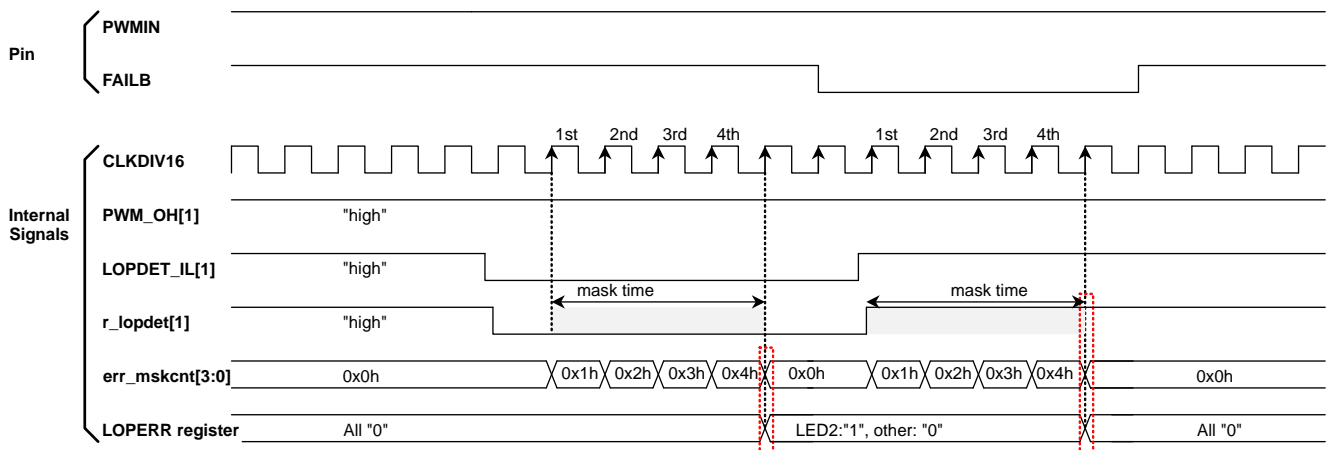 PWMIN
Pin
FAILB
1st 2nd 3rd 4th 1st 2nd 3rd 4th
CLKDIV16
Internal
Signals
PWM_OH[1] "high"
LOPDET_IL[1] "high"
mask time mask time
r_lopdet[1] "high"
err_mskcnt[3:0] 0x0h 0x1h 0x2h 0x3h 0x4h 0x0h 0x1h 0x2h 0x3h 0x4h 0x0h
LOPERR register All "0" LED2:"1", other: "0" All "0"